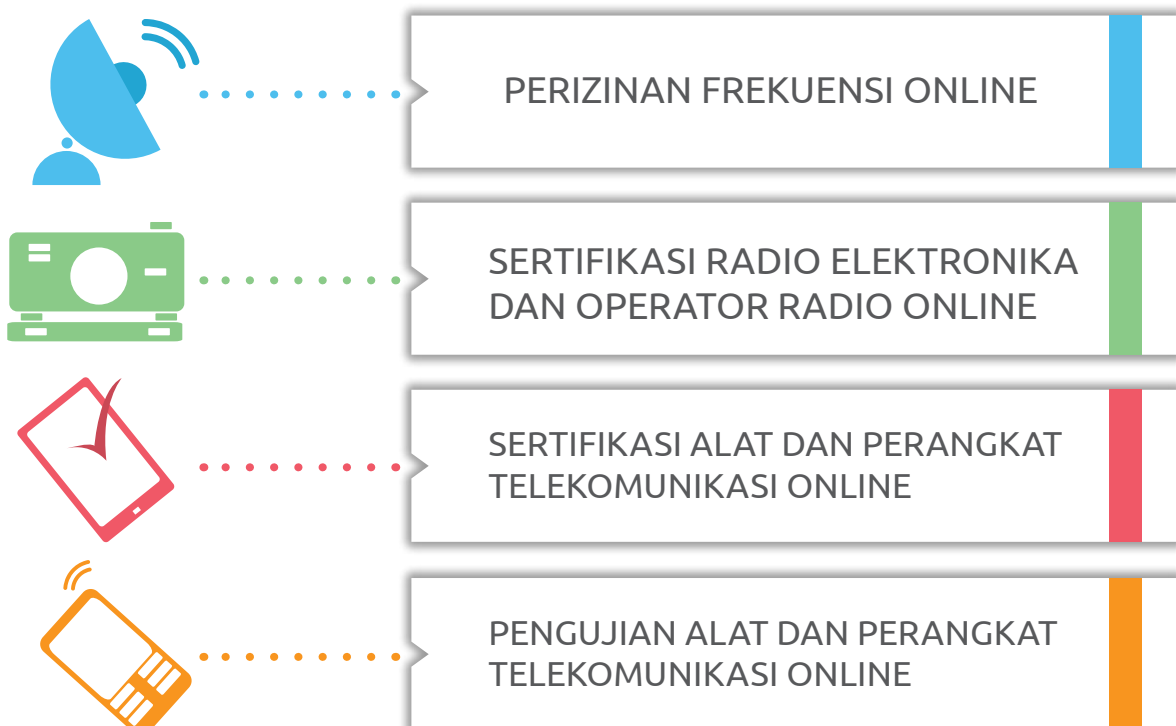 PERIZINAN FREKUENSI ONLINE
SERTIFIKASI RADIO ELEKTRONIKA
DAN OPERATOR RADIO ONLINE
SERTIFIKASI ALAT DAN PERANGKAT
TELEKOMUNIKASI ONLINE
PENGUJIAN ALAT DAN PERANGKAT
TELEKOMUNIKASI ONLINE